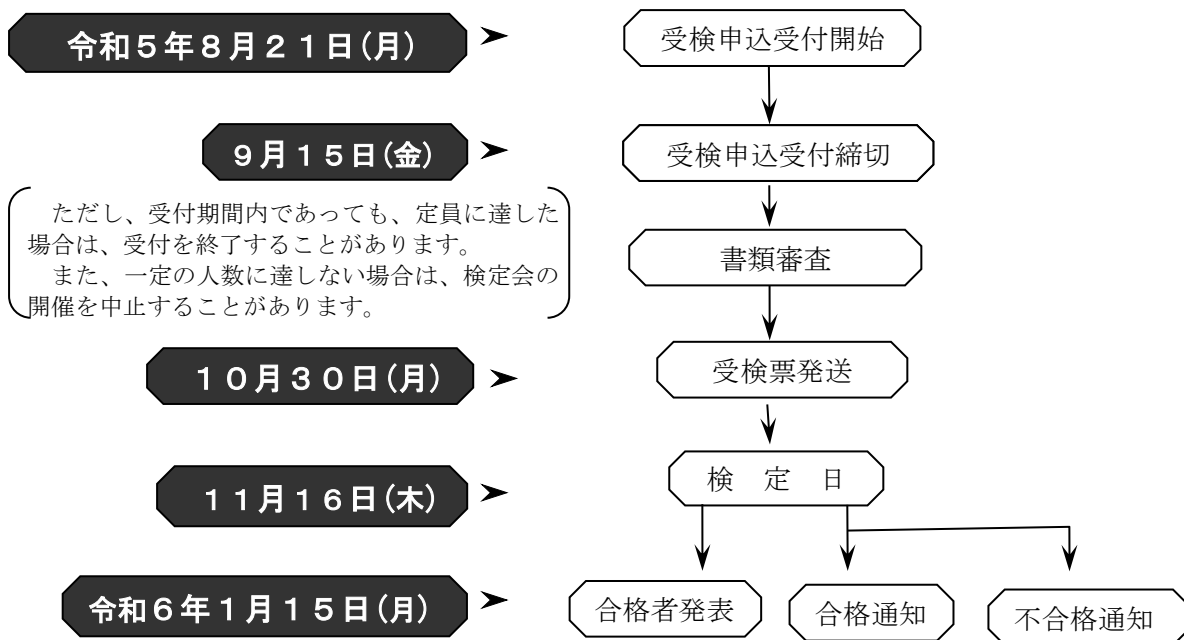 令和５年８月２１日(月)
受検申込受付開始
９月１５日(金)
受検申込受付締切
ただし、受付期間内であっても、定員に達した
場合は、受付を終了することがあります。
また、一定の人数に達しない場合は、検定会の
開催を中止することがあります。
書類審査
１０月３０日(月)
受検票発送
１１月１６日(木)
検　定　日
令和６年１月１５日(月)
合格者発表
合格通知
不合格通知